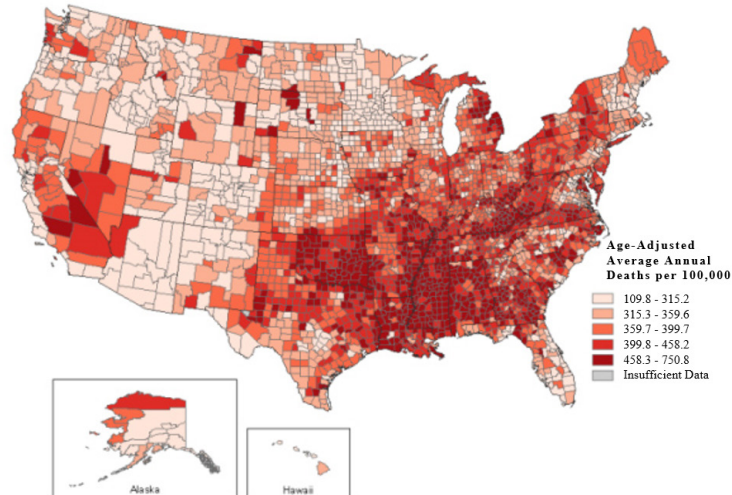 Age-Adjusted
Average Annual
Deaths per 100,000
109.8 - 315.2
315.3 - 359.6
359.7 - 399.7
399.8 - 458.2
458.3 - 750.8
Insufficient Data
Alaska
Hawaii